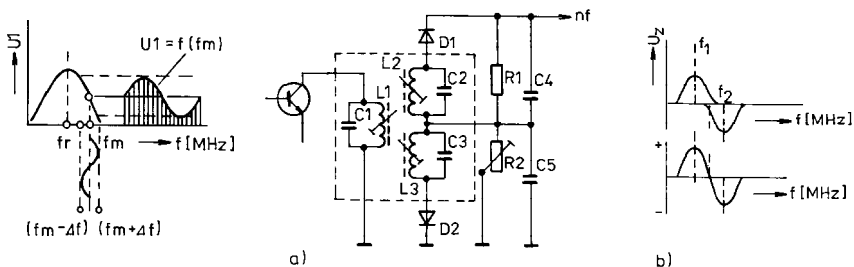 U1
U1 = f(fm)
fr
fm
f [MHz]
(fm-Δf)
(fm+Δf)
C1
L1
L2
C2
C3
L3
D1
D2
R1
R2
C4
C5
nf
a)
Uz
f1
f2
f [MHz]
+
-
f [MHz]
b)